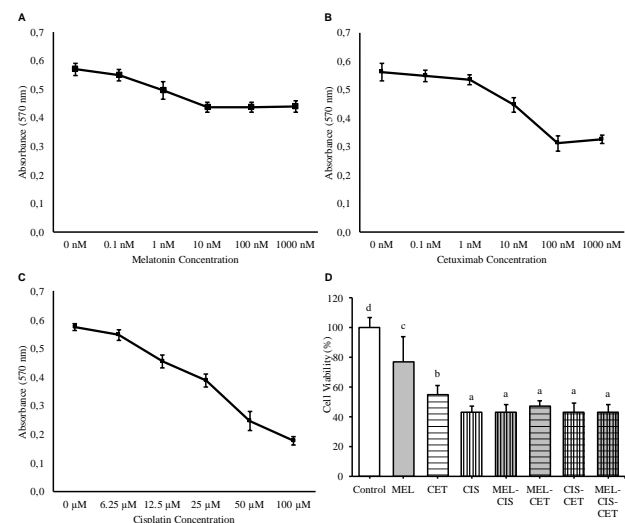 A
0,7
0,6
0,5
0,4
0,3
0,2
0,1
0,0
Absorbance (570 nm)
0 nM 0.1 nM 1 nM 10 nM 100 nM 1000 nM
Melatonin Concentration
B
0,7
0,6
0,5
0,4
0,3
0,2
0,1
0,0
Absorbance (570 nm)
0 nM 0.1 nM 1 nM 10 nM 100 nM 1000 nM
Cetuximab Concentration
C
0,7
0,6
0,5
0,4
0,3
0,2
0,1
0,0
Absorbance (570 nm)
0 µM 6.25 µM 12.5 µM 25 µM 50 µM 100 µM
Cisplatin Concentration
D
120
100
80
60
40
20
0
Cell Viability (%)
d
c
b
a
a
a
a
a
Control MEL CET CIS MEL- MEL- CIS- MEL-
CIS CET CET CIS-
CET